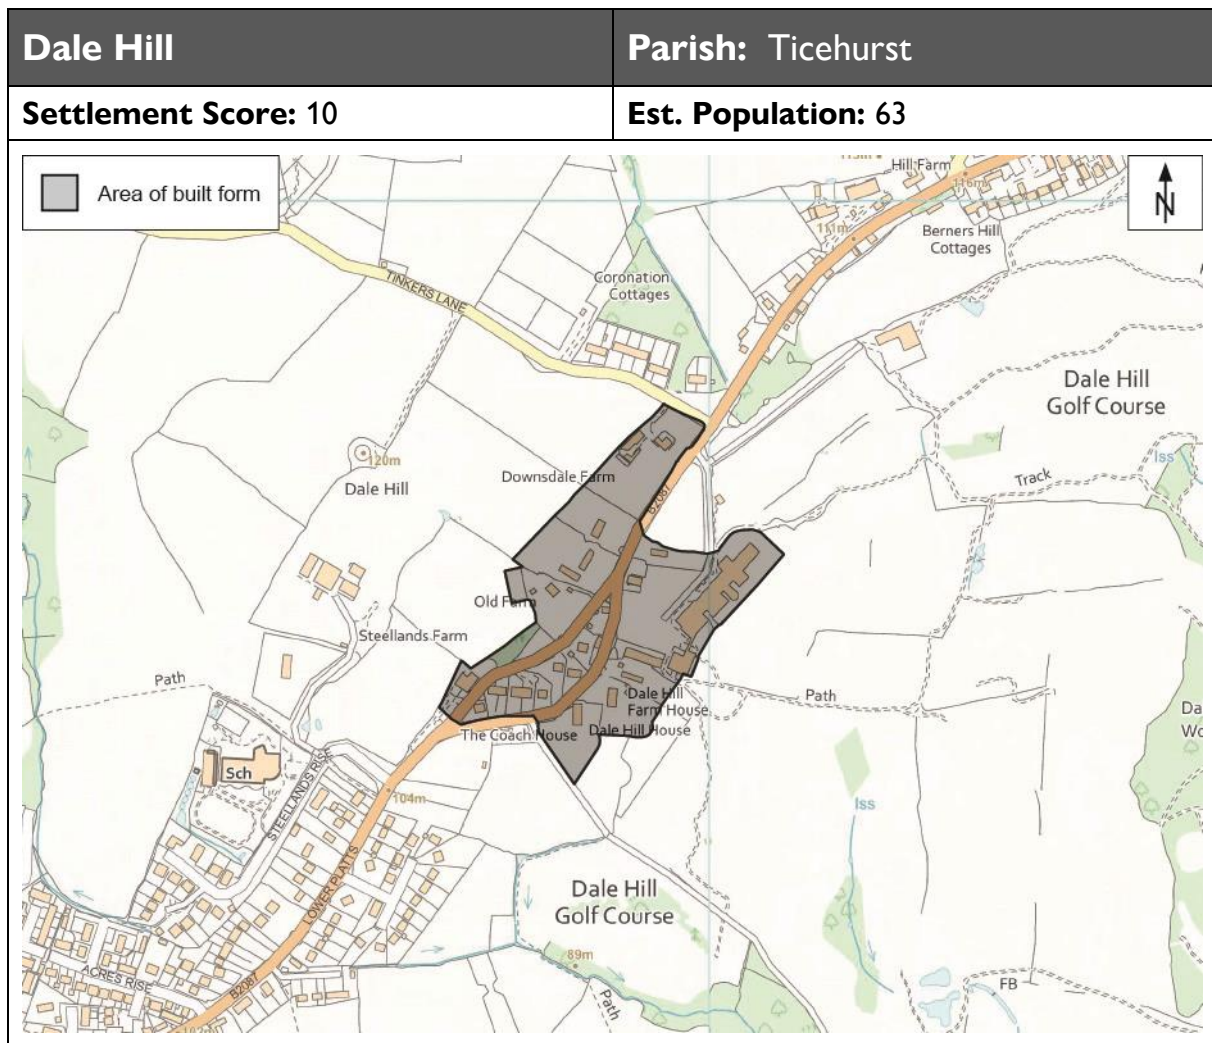 Dale Hill
Parish: Ticehurst
Settlement Score: 10
Est. Population: 63
Area of built form
N
Hill Farm
116m
111m
Berners Hill
Cottages
Coronation
Cottages
TINKERS LANE
Dale Hill
Golf Course
Iss
Track
120m
Dale Hill
Downsdale Farm
B2087
Old Farm
Steellands Farm
Path
Path
Dale Hill
Farm House
Dale Hill House
The Coach House
Da
Wo
Sch
STEELLANDS RISE
104m
LOWER PLATTS
Iss
Dale Hill
Golf Course
89m
ACRES RISE
B2087
Path
FB